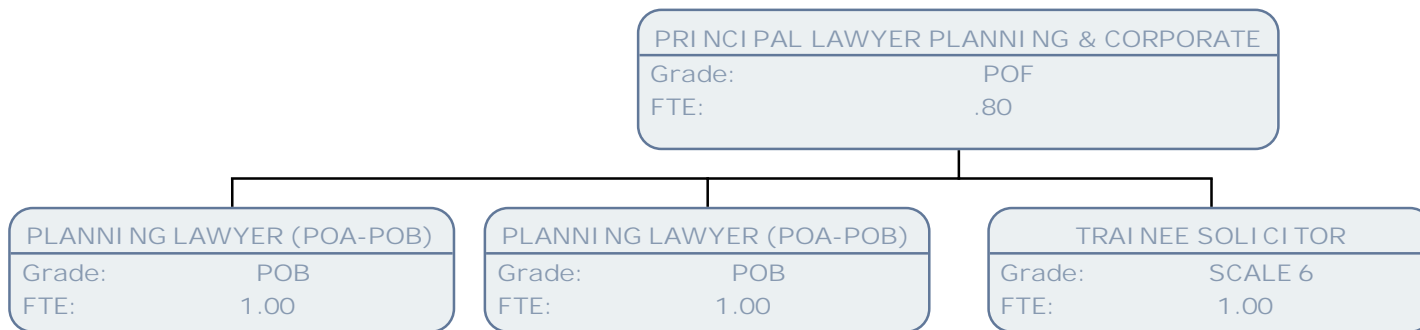 PRINCIPAL LAWYER PLANNING & CORPORATE
Grade: POF
FTE: .80
PLANNING LAWYER (POA-POB)
Grade: POB
FTE: 1.00
PLANNING LAWYER (POA-POB)
Grade: POB
FTE: 1.00
TRAINEE SOLICITOR
Grade: SCALE 6
FTE: 1.00